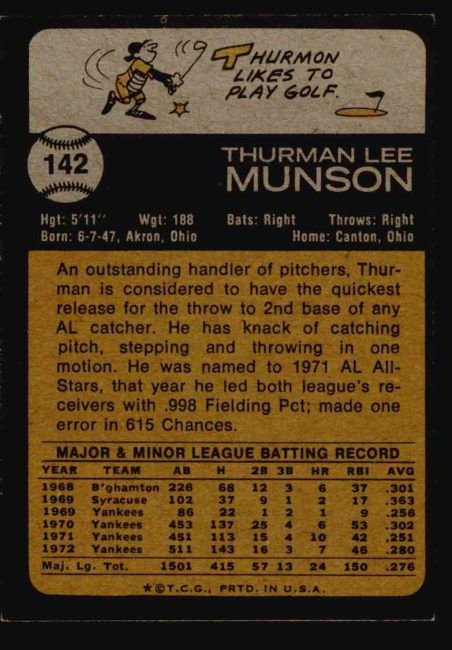 THURMON
LIKES TO
PLAY GOLF.
142
THURMAN LEE
MUNSON
Hgt: 5'11" Wgt: 188 Bats: Right Throws: Right
Born: 6-7-47, Akron, Ohio Home: Canton, Ohio
An outstanding handler of pitchers, Thur-
man is considered to have the quickest
release for the throw to 2nd base of any
AL catcher. He has knack of catching
pitch, stepping and throwing in one
motion. He was named to 1971 AL All-
Stars, that year he led both league's re-
ceivers with .998 Fielding Pct; made one
error in 615 Chances.
MAJOR & MINOR LEAGUE BATTING RECORD
YEAR TEAM AB H 2B 3B HR RBI AVG
1968 B'ghamton 226 68 12 3 6 37 .301
1969 Syracuse 102 37 9 1 2 17 .363
1969 Yankees 86 22 1 2 1 9 .256
1970 Yankees 453 137 25 4 6 53 .302
1971 Yankees 451 113 15 4 10 42 .251
1972 Yankees 511 143 16 3 7 46 .280
Maj. Lg. Tot. 1501 415 57 13 24 150 .276
★©T.C.G., PRTD. IN U.S.A.